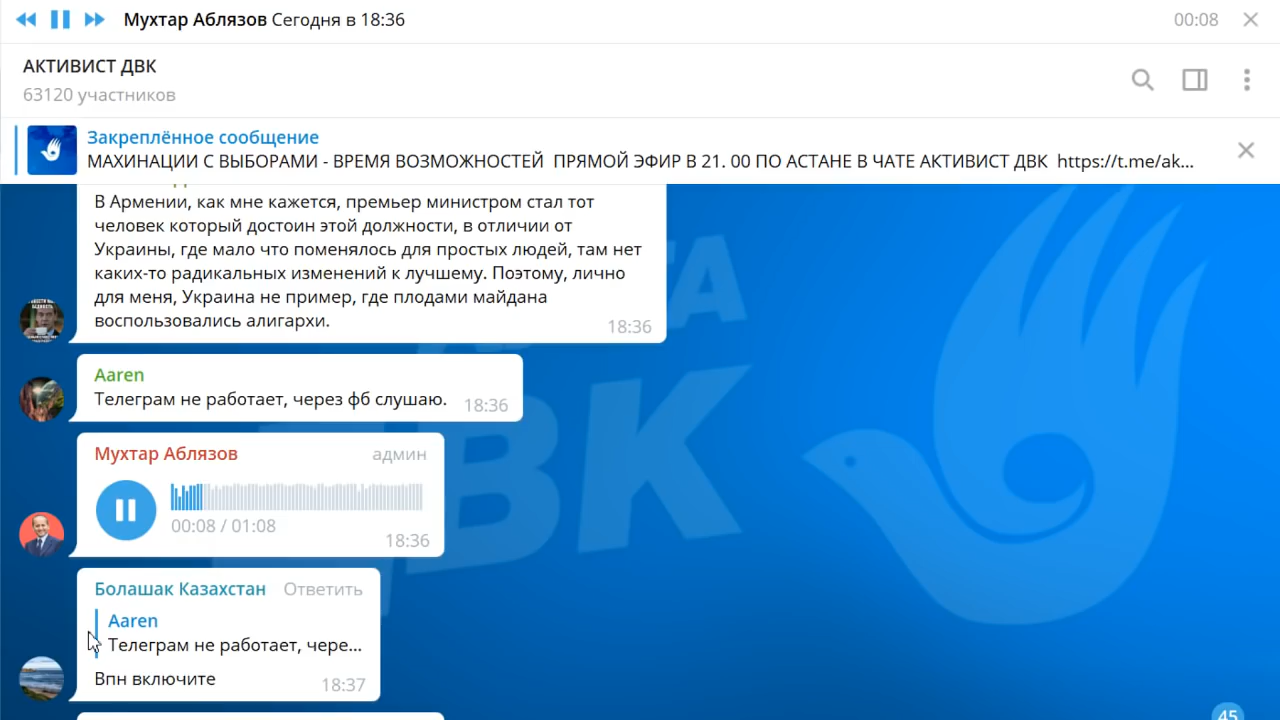 Мухтар Аблязов Сегодня в 18:36
00:08
АКТИВИСТ ДВК
63120 участников
Закреплённое сообщение
МАХИНАЦИИ С ВЫБОРАМИ - ВРЕМЯ ВОЗМОЖНОСТЕЙ ПРЯМОЙ ЭФИР В 21. 00 ПО АСТАНЕ В ЧАТЕ АКТИВИСТ ДВК https://t.me/ak...
В Армении, как мне кажется, премьер министром стал тот
человек который достоин этой должности, в отличии от
Украины, где мало что поменялось для простых людей, там нет
каких-то радикальных изменений к лучшему. Поэтому, лично
для меня, Украина не пример, где плодами майдана
воспользовались алигархи.
18:36
Aaren
Телеграм не работает, через фб слушаю.
18:36
Мухтар Аблязов
админ
00:08 / 01:08
18:36
Болашак Казахстан
Ответить
Aaren
Телеграм не работает, чере...
Впн включите
18:37
ДВК
45